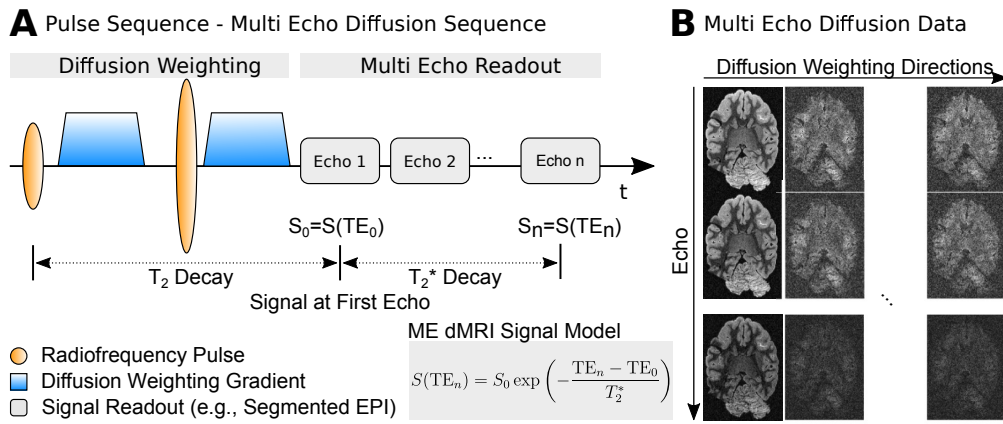 A Pulse Sequence - Multi Echo Diffusion Sequence
Diffusion Weighting
Multi Echo Readout
Echo 1
Echo 2
...
Echo n
t
S₀=S(TE₀)
Sn=S(TEn)
T₂ Decay
T₂* Decay
Signal at First Echo
Radiofrequency Pulse
Diffusion Weighting Gradient
Signal Readout (e.g., Segmented EPI)
ME dMRI Signal Model
S(TEₙ) = S₀ exp (−(TEₙ − TE₀)/T₂*)
B Multi Echo Diffusion Data
Diffusion Weighting Directions
Echo
...